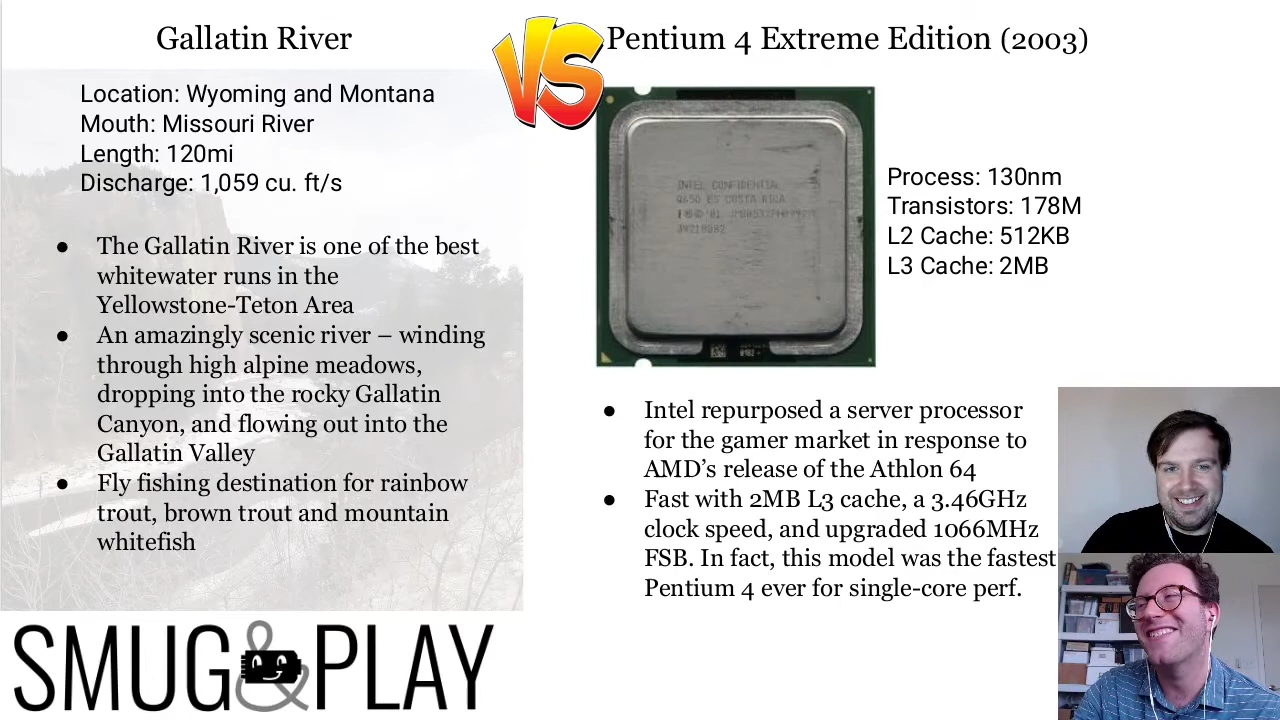 Gallatin River
VS
Pentium 4 Extreme Edition (2003)
Location: Wyoming and Montana
Mouth: Missouri River
Length: 120mi
Discharge: 1,059 cu. ft/s
● The Gallatin River is one of the best
whitewater runs in the
Yellowstone-Teton Area
● An amazingly scenic river – winding
through high alpine meadows,
dropping into the rocky Gallatin
Canyon, and flowing out into the
Gallatin Valley
● Fly fishing destination for rainbow
trout, brown trout and mountain
whitefish
INTEL CONFIDENTIAL
Q650 ES COSTA RICA
Process: 130nm
Transistors: 178M
L2 Cache: 512KB
L3 Cache: 2MB
● Intel repurposed a server processor
for the gamer market in response to
AMD’s release of the Athlon 64
● Fast with 2MB L3 cache, a 3.46GHz
clock speed, and upgraded 1066MHz
FSB. In fact, this model was the fastest
Pentium 4 ever for single-core perf.
SMUG&PLAY